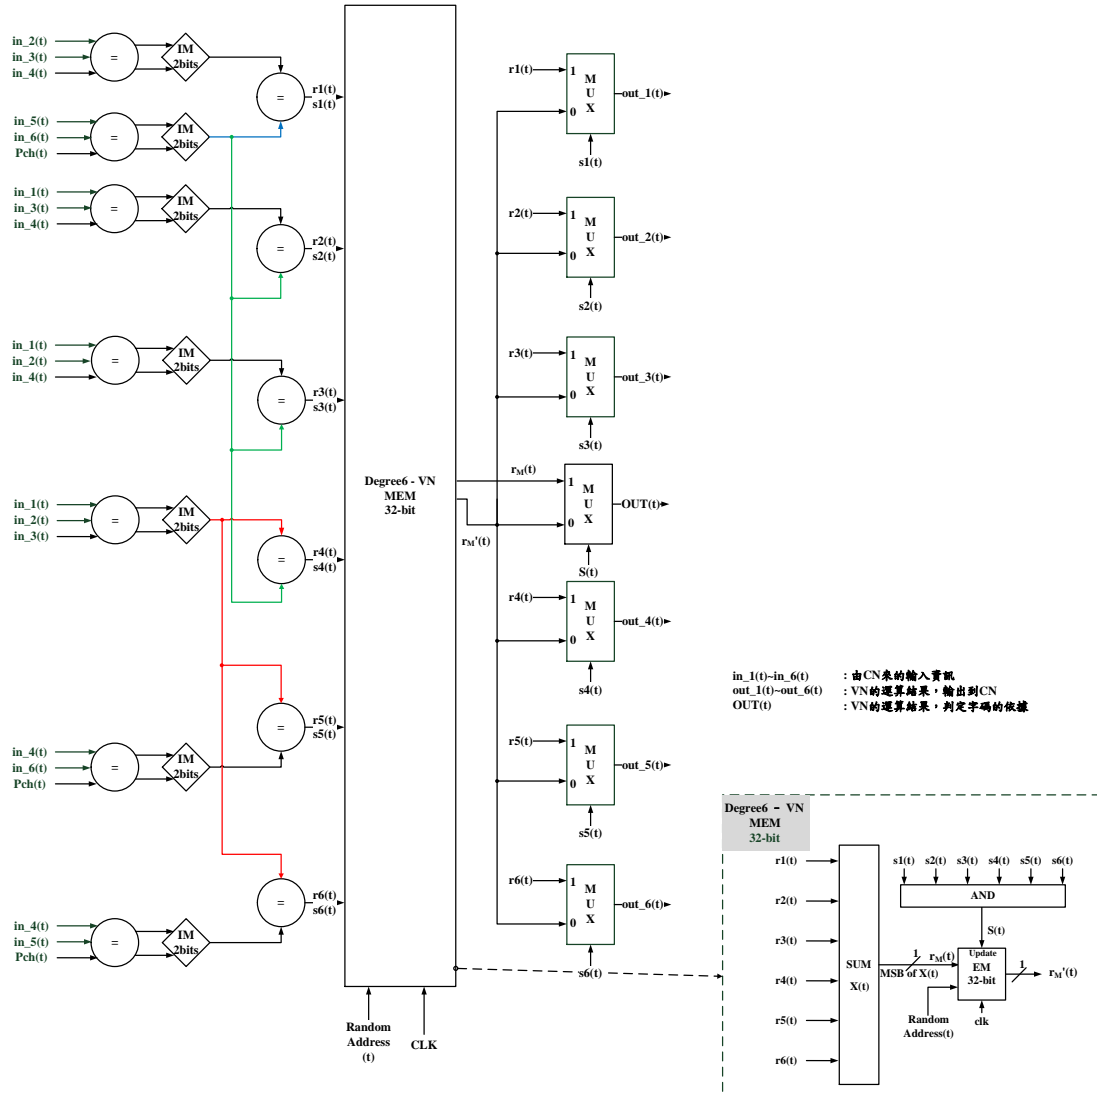 in_2(t)
in_3(t)
in_4(t)
=
IM
2bits
=
r1(t)
s1(t)
in_5(t)
in_6(t)
Pch(t)
=
IM
2bits
in_1(t)
in_3(t)
in_4(t)
=
IM
2bits
=
r2(t)
s2(t)
in_1(t)
in_2(t)
in_4(t)
=
IM
2bits
=
r3(t)
s3(t)
in_1(t)
in_2(t)
in_3(t)
=
IM
2bits
=
r4(t)
s4(t)
=
r5(t)
s5(t)
in_4(t)
in_6(t)
Pch(t)
=
IM
2bits
=
r6(t)
s6(t)
in_4(t)
in_5(t)
Pch(t)
=
IM
2bits
Degree6 - VN
MEM
32-bit
Random
Address
(t)
CLK
r1(t)
1
0
M
U
X
out_1(t)
s1(t)
r2(t)
1
0
M
U
X
out_2(t)
s2(t)
r3(t)
1
0
M
U
X
out_3(t)
s3(t)
rM(t)
rM'(t)
1
0
M
U
X
OUT(t)
S(t)
r4(t)
1
0
M
U
X
out_4(t)
s4(t)
r5(t)
1
0
M
U
X
out_5(t)
s5(t)
r6(t)
1
0
M
U
X
out_6(t)
s6(t)
in_1(t)~in_6(t) : 由CN來的輸入資訊
out_1(t)~out_6(t) : VN的運算結果，輸出到CN
OUT(t) : VN的運算結果，判定字碼的依據
Degree6 - VN
MEM
32-bit
r1(t)
r2(t)
r3(t)
r4(t)
r5(t)
r6(t)
SUM
X(t)
s1(t) s2(t) s3(t) s4(t) s5(t) s6(t)
AND
S(t)
1
rM(t)
MSB of X(t)
Update
EM
32-bit
1
rM'(t)
Random
Address(t)
clk